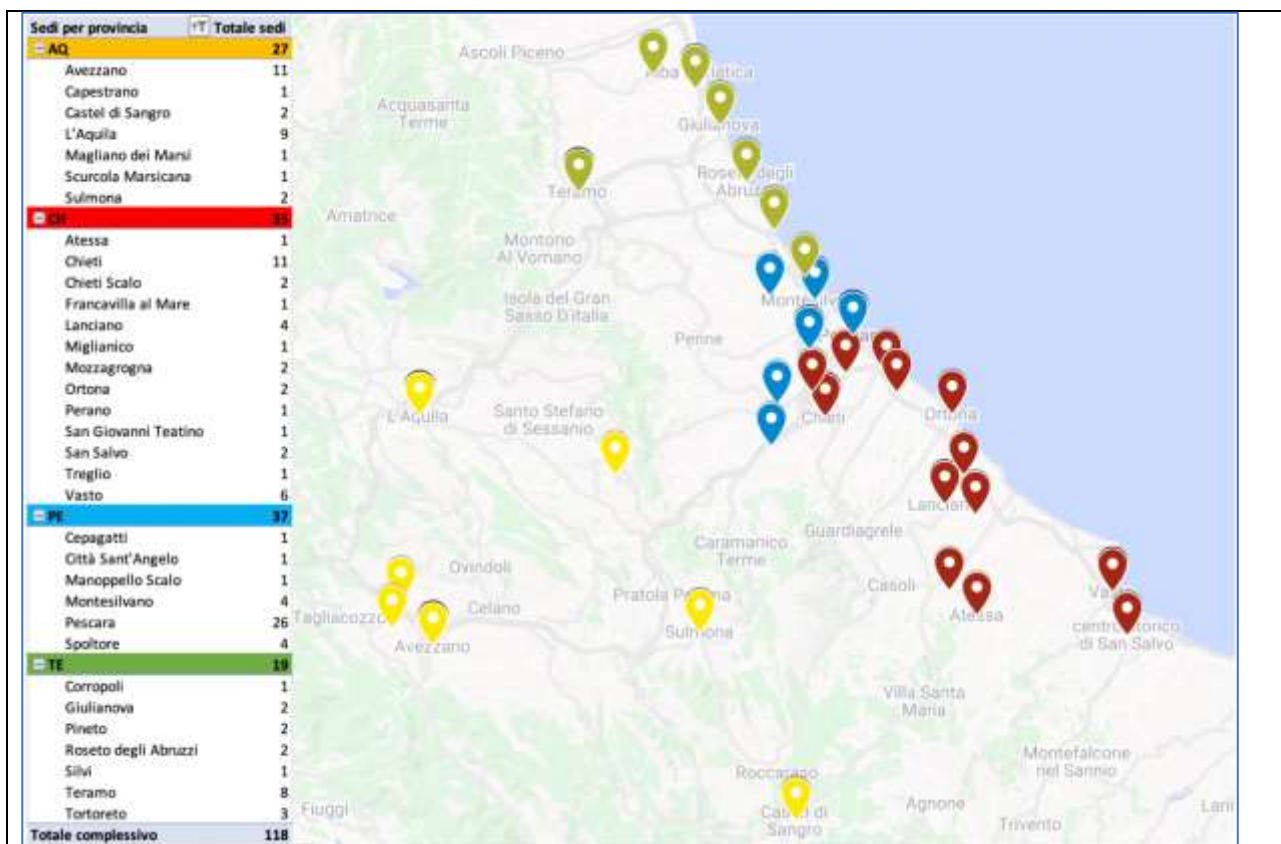 Sedi per provincia Totale sedi
AQ 27
Avezzano 11
Capestrano 1
Castel di Sangro 2
L'Aquila 9
Magliano dei Marsi 1
Scurcola Marsicana 1
Sulmona 2
CH 35
Atessa 1
Chieti 11
Chieti Scalo 2
Francavilla al Mare 1
Lanciano 4
Miglianico 1
Mozzagrogna 2
Ortona 2
Perano 1
San Giovanni Teatino 1
San Salvo 2
Treglio 1
Vasto 6
PE 37
Cepagatti 1
Città Sant'Angelo 1
Manoppello Scalo 1
Montesilvano 4
Pescara 26
Spoltore 4
TE 19
Corropoli 1
Giulianova 2
Pineto 2
Roseto degli Abruzzi 2
Silvi 1
Teramo 8
Tortoreto 3
Totale complessivo 118
Ascoli Piceno
Acquasanta
Terme
Giulianova
Teramo
Amatrice
Montorio
Al Vomano
Isola del Gran
Sasso D'italia
Penne
L'Aquila
Santo Stefano
di Sessanio
Chieti
Ortona
Guardiagrele
Caramanico
Terme
Casoli
Atessa
Ovindoli
Celano
Tagliacozzo
Avezzano
Sulmona
centro storico
di San Salvo
Villa Santa
Maria
Montefalcone
nel Sannio
Roccaraso
Sangro
Agnone
Trivento
Fiuggi